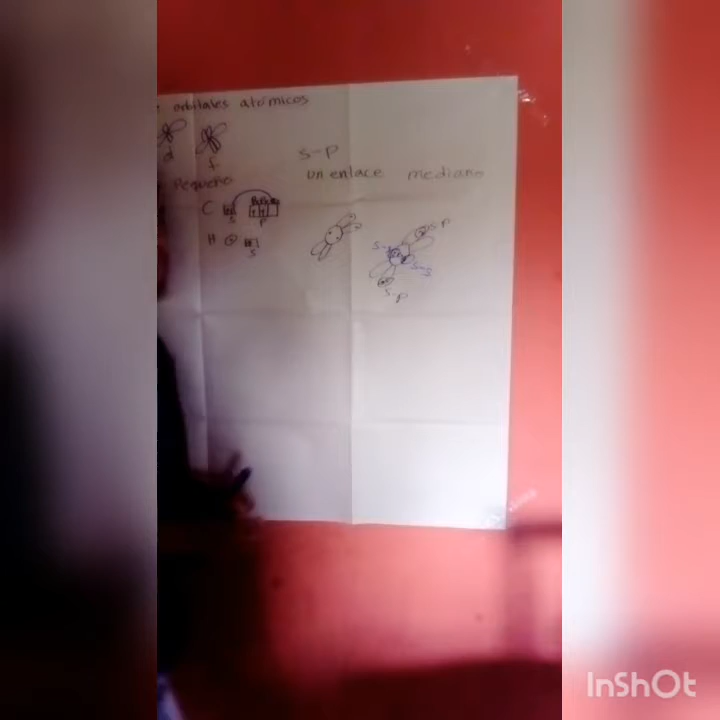 orbitales atómicos
d f
s-p
Pequeño un enlace mediano
C S P
H S
s-p
s-s
s-p
InShOt